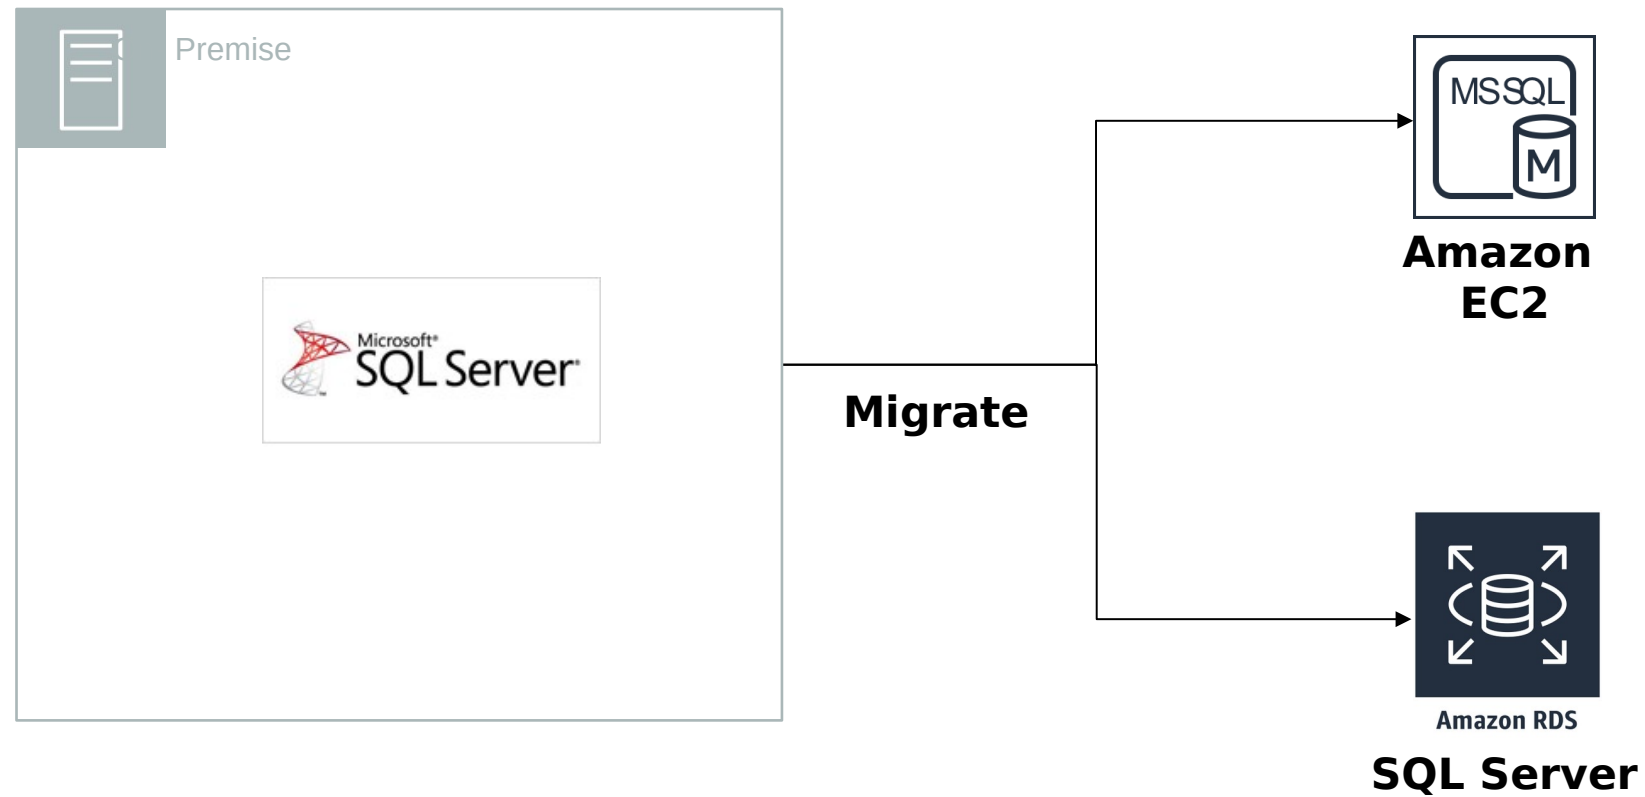 Premise
MSSQL
M
Amazon
EC2
Microsoft®
SQL Server®
Migrate
Amazon RDS
SQL Server